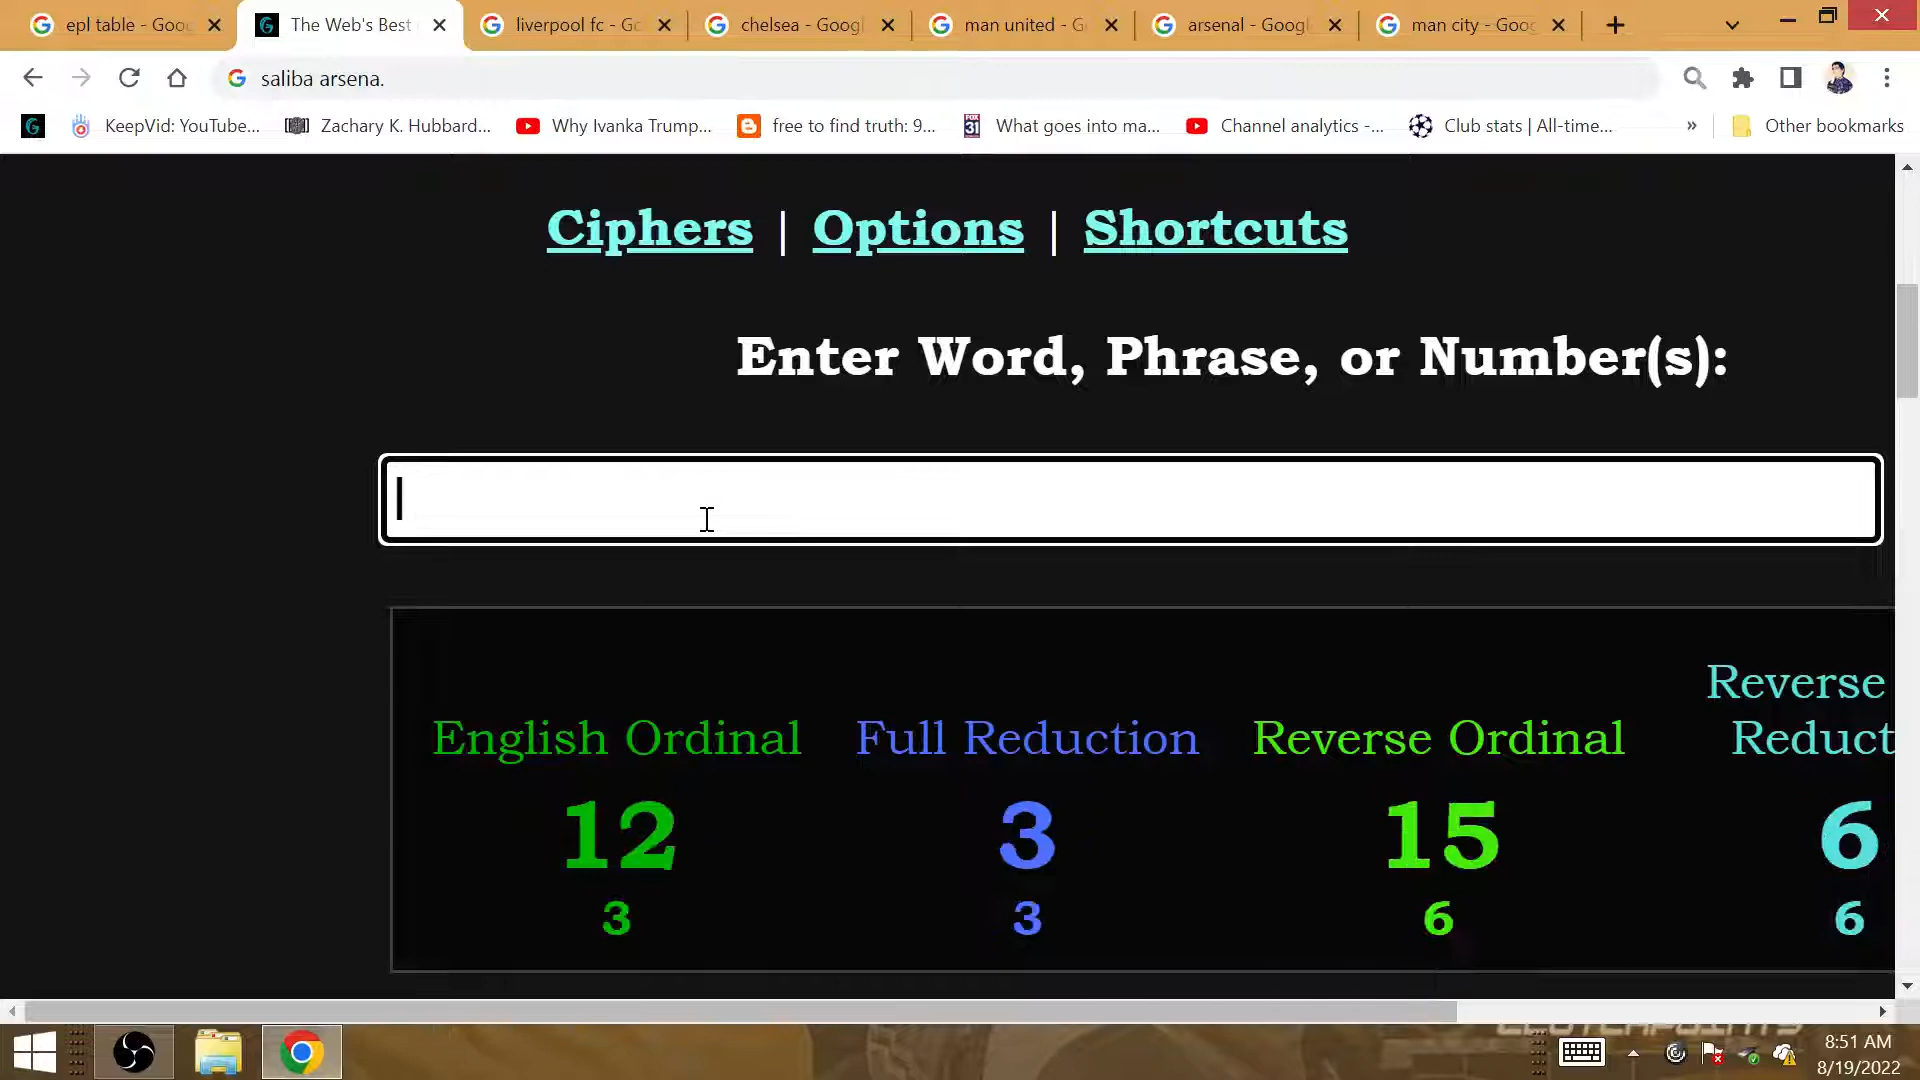 epl table - Goo
The Web's Best
liverpool fc - Go
chelsea - Googl
man united - G
arsenal - Googl
man city - Goo
saliba arsena.
KeepVid: YouTube...
Zachary K. Hubbard...
Why Ivanka Trump...
free to find truth: 9...
What goes into ma...
Channel analytics -...
Club stats | All-time...
»
Other bookmarks
Ciphers | Options | Shortcuts
Enter Word, Phrase, or Number(s):
English Ordinal
12
3
Full Reduction
3
3
Reverse Ordinal
15
6
Reverse
Reduct
6
6
8:51 AM
8/19/2022